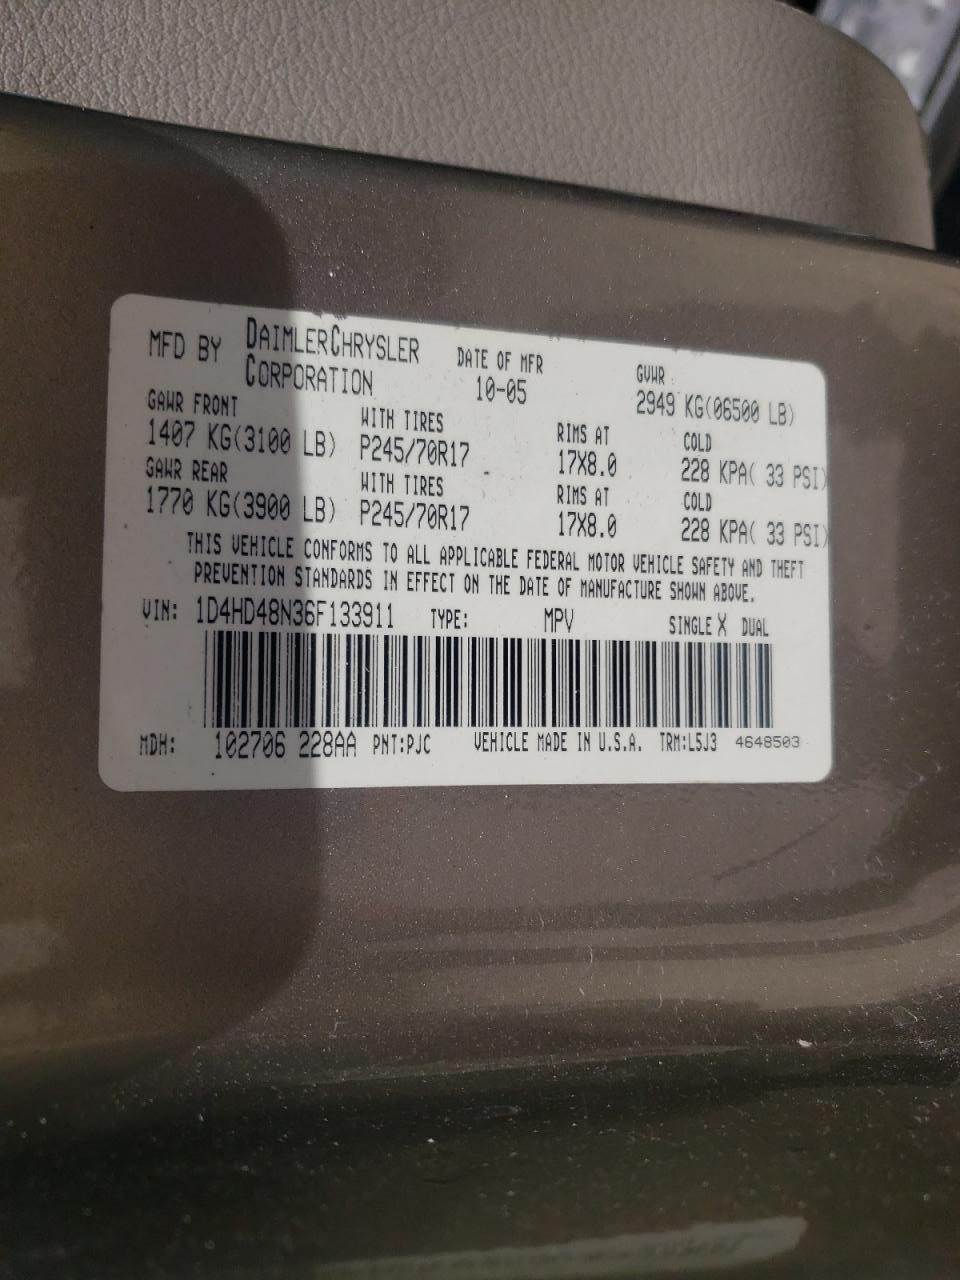 MFD BY DAIMLERCHRYSLER CORPORATION DATE OF MFR 10-05 GVWR 2949 KG(06500 LB)
GAWR FRONT WITH TIRES RIMS AT COLD
1407 KG(3100 LB) P245/70R17 17X8.0 228 KPA( 33 PSI)
GAWR REAR WITH TIRES RIMS AT COLD
1770 KG(3900 LB) P245/70R17 17X8.0 228 KPA( 33 PSI)
THIS VEHICLE CONFORMS TO ALL APPLICABLE FEDERAL MOTOR VEHICLE SAFETY AND THEFT
PREVENTION STANDARDS IN EFFECT ON THE DATE OF MANUFACTURE SHOWN ABOVE.
VIN: 1D4HD48N36F133911 TYPE: MPV SINGLE X DUAL
MDH: 102706 228AA PNT:PJC VEHICLE MADE IN U.S.A. TRM:L5J3 4648503